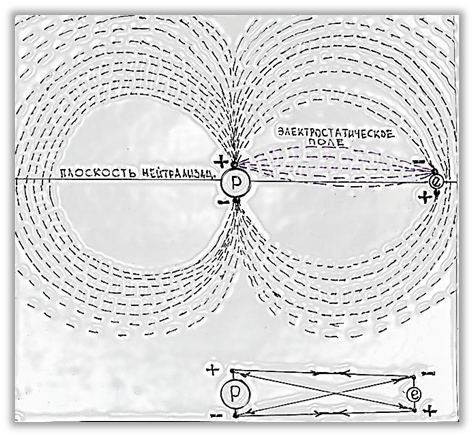 ЭЛЕКТРОСТАТИЧЕСКОЕ
ПОЛЕ
+ -
ПЛОСКОСТЬ НЕЙТРАЛИЗАЦ. P e
- +
+ -
P e
- +